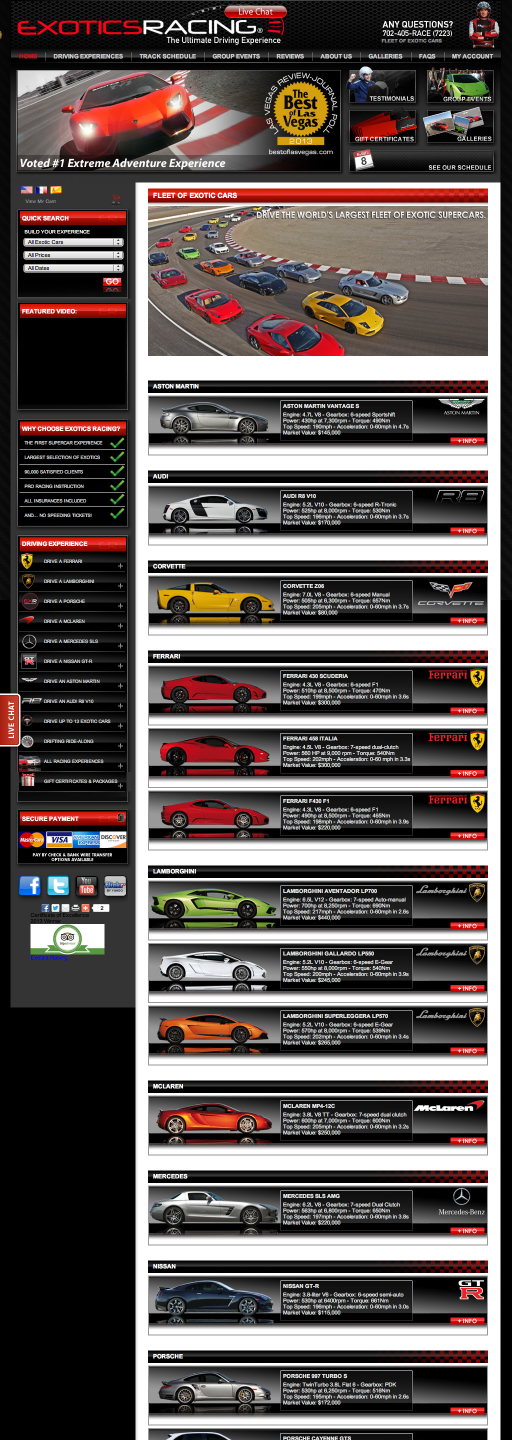 Live Chat
EXOTICSRACING®
The Ultimate Driving Experience
ANY QUESTIONS?
702-405-RACE (7223)
FLEET OF EXOTIC CARS
HOME DRIVING EXPERIENCES TRACK SCHEDULE GROUP EVENTS REVIEWS ABOUT US GALLERIES FAQS MY ACCOUNT
LAS VEGAS REVIEW-JOURNAL POLL
The Best of Las Vegas
2013
bestoflasvegas.com
Voted #1 Extreme Adventure Experience
TESTIMONIALS
GROUP EVENTS
GIFT CERTIFICATES
GALLERIES
8
SEE OUR SCHEDULE
View My Cart
QUICK SEARCH
BUILD YOUR EXPERIENCE
All Exotic Cars
All Prices
All Dates
GO
FEATURED VIDEO:
WHY CHOOSE EXOTICS RACING?
THE FIRST SUPERCAR EXPERIENCE
LARGEST SELECTION OF EXOTICS
90,000 SATISFIED CLIENTS
PRO RACING INSTRUCTION
ALL INSURANCES INCLUDED
AND... NO SPEEDING TICKETS!
DRIVING EXPERIENCE
DRIVE A FERRARI +
DRIVE A LAMBORGHINI +
DRIVE A PORSCHE +
DRIVE A MCLAREN +
DRIVE A MERCEDES SLS +
DRIVE A NISSAN GT-R +
DRIVE AN ASTON MARTIN +
DRIVE AN AUDI R8 V10 +
DRIVE UP TO 13 EXOTIC CARS +
DRIFTING RIDE-ALONG +
ALL RACING EXPERIENCES +
GIFT CERTIFICATES & PACKAGES +
LIVE CHAT
SECURE PAYMENT
MasterCard VISA AMERICAN EXPRESS DISCOVER
PAY BY CHECK & BANK WIRE TRANSFER
OPTIONS AVAILABLE
You Tube
2
Certificate of Excellence
2013 Winner
FLEET OF EXOTIC CARS
DRIVE THE WORLD'S LARGEST FLEET OF EXOTIC SUPERCARS.
ASTON MARTIN
ASTON MARTIN VANTAGE S
Engine: 4.7L V8 - Gearbox: 6-speed Sportshift
Power: 430hp at 7,300rpm - Torque: 490Nm
Top Speed: 190mph - Acceleration: 0-60mph in 4.7s
Market Value: $145,000
ASTON MARTIN
+ INFO
AUDI
AUDI R8 V10
Engine: 5.2L V10 - Gearbox: 6-speed R-Tronic
Power: 525hp at 8,000rpm - Torque: 530Nm
Top Speed: 196mph - Acceleration: 0-60mph in 3.7s
Market Value: $170,000
R8
+ INFO
CORVETTE
CORVETTE Z06
Engine: 7.0L V8 - Gearbox: 6-speed Manual
Power: 505hp at 6,300rpm - Torque: 657Nm
Top Speed: 205mph - Acceleration: 0-60mph in 3.7s
Market Value: $80,000
CORVETTE
+ INFO
FERRARI
FERRARI 430 SCUDERIA
Engine: 4.3L V8 - Gearbox: 6-speed F1
Power: 510hp at 8,500rpm - Torque: 470Nm
Top Speed: 199mph - Acceleration: 0-60mph in 3.6s
Market Value: $300,000
Ferrari
+ INFO
FERRARI 458 ITALIA
Engine: 4.5L V8 - Gearbox: 7-speed dual-clutch
Power: 560 HP at 9,000 rpm - Torque: 540Nm
Top Speed: 202mph - Acceleration: 0-60 mph in 3.3s
Market Value: $300,000
Ferrari
+ INFO
FERRARI F430 F1
Engine: 4.3L V8 - Gearbox: 6-speed F1
Power: 490hp at 8,500rpm - Torque: 465Nm
Top Speed: 198mph - Acceleration: 0-60mph in 3.9s
Market Value: $220,000
Ferrari
+ INFO
LAMBORGHINI
LAMBORGHINI AVENTADOR LP700
Engine: 6.5L V12 - Gearbox: 7-speed Auto-manual
Power: 700hp at 8,250rpm - Torque: 690Nm
Top Speed: 217mph - Acceleration: 0-60mph in 2.6s
Market Value: $440,000
Lamborghini
+ INFO
LAMBORGHINI GALLARDO LP550
Engine: 5.2L V10 - Gearbox: 6-speed E-Gear
Power: 550hp at 8,000rpm - Torque: 540Nm
Top Speed: 200mph - Acceleration: 0-60mph in 3.9s
Market Value: $245,000
Lamborghini
+ INFO
LAMBORGHINI SUPERLEGGERA LP570
Engine: 5.2L V10 - Gearbox: 6-speed E-Gear
Power: 570hp at 8,000rpm - Torque: 539Nm
Top Speed: 202mph - Acceleration: 0-60mph in 3.4s
Market Value: $265,000
Lamborghini
+ INFO
MCLAREN
MCLAREN MP4-12C
Engine: 3.8L V8 TT - Gearbox: 7-speed dual clutch
Power: 600hp at 7,000rpm - Torque: 600Nm
Top Speed: 205mph - Acceleration: 0-60mph in 3.2s
Market Value: $250,000
McLaren
+ INFO
MERCEDES
MERCEDES SLS AMG
Engine: 6.2L V8 - Gearbox: 7-speed Dual Clutch
Power: 563hp at 6,800rpm - Torque: 650Nm
Top Speed: 197mph - Acceleration: 0-60mph in 3.8s
Market Value: $220,000
Mercedes-Benz
+ INFO
NISSAN
NISSAN GT-R
Engine: 3.8-liter V6 - Gearbox: 6-speed semi-auto
Power: 530hp at 6400rpm - Torque: 661Nm
Top Speed: 196mph - Acceleration: 0-60mph in 3.0s
Market Value: $115,000
GT R
+ INFO
PORSCHE
PORSCHE 997 TURBO S
Engine: TwinTurbo 3.8L Flat 6 - Gearbox: PDK
Power: 530hp at 6,250rpm - Torque: 516Nm
Top Speed: 195mph - Acceleration: 0-60mph in 2.6s
Market Value: $172,000
+ INFO
PORSCHE CAYENNE GTS